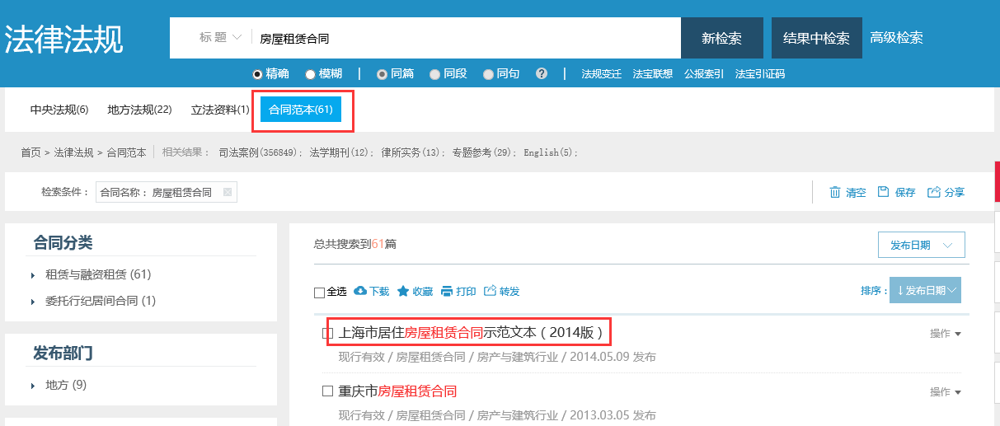 法律法规
标 题 房屋租赁合同 新检索 结果中检索 高级检索
精确 模糊 | 同篇 同段 同句 ? | 法规变迁 法宝联想 公报索引 法宝引证码
中央法规(6) 地方法规(22) 立法资料(1) 合同范本(61)
首页 > 法律法规 > 合同范本 相关结果： 司法案例(356849)； 法学期刊(12)； 律所实务(13)； 专题参考(29)； English(5)；
检索条件： 合同名称：房屋租赁合同 清空 保存 分享
合同分类
租赁与融资租赁 (61)
委托行纪居间合同 (1)
发布部门
地方 (9)
总共搜索到61篇 发布日期
全选 下载 收藏 打印 转发 排序： ↓发布日期
上海市居住房屋租赁合同示范文本（2014版） 操作
现行有效 / 房屋租赁合同 / 房产与建筑行业 / 2014.05.09 发布
重庆市房屋租赁合同 操作
现行有效 / 房屋租赁合同 / 房产与建筑行业 / 2013.03.05 发布